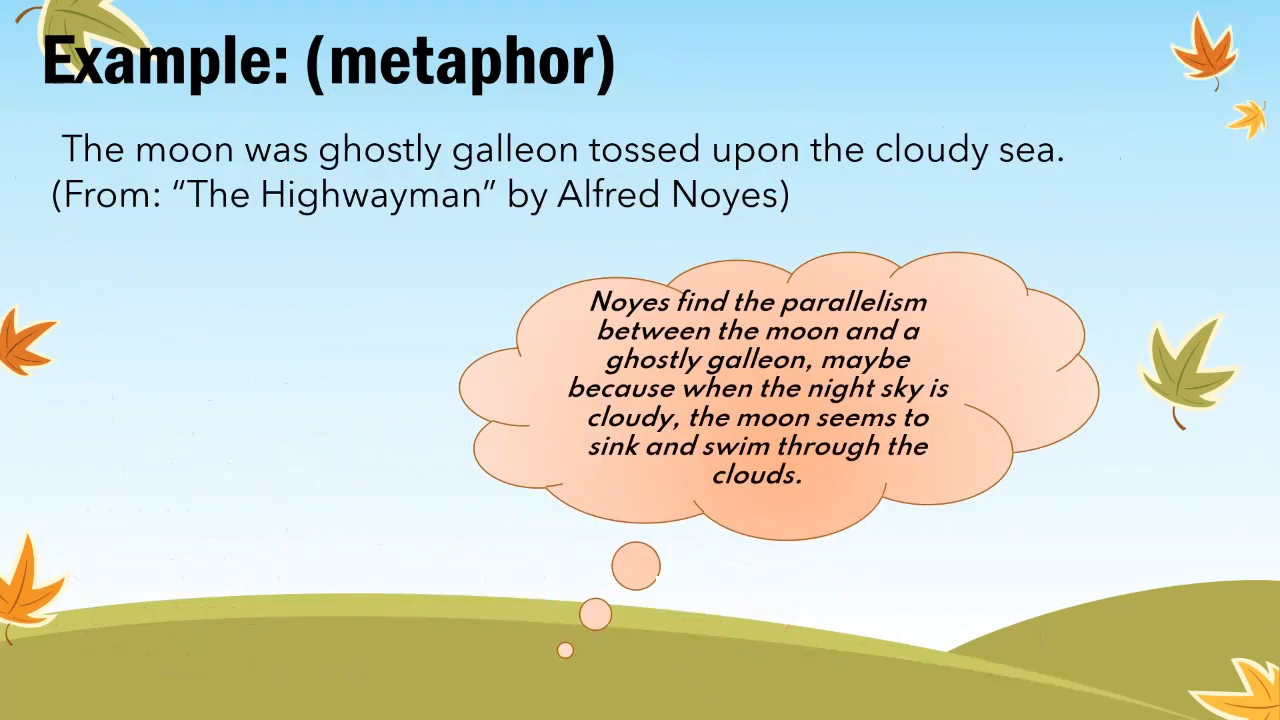 Example: (metaphor)
The moon was ghostly galleon tossed upon the cloudy sea.
(From: “The Highwayman” by Alfred Noyes)
Noyes find the parallelism
between the moon and a
ghostly galleon, maybe
because when the night sky is
cloudy, the moon seems to
sink and swim through the
clouds.